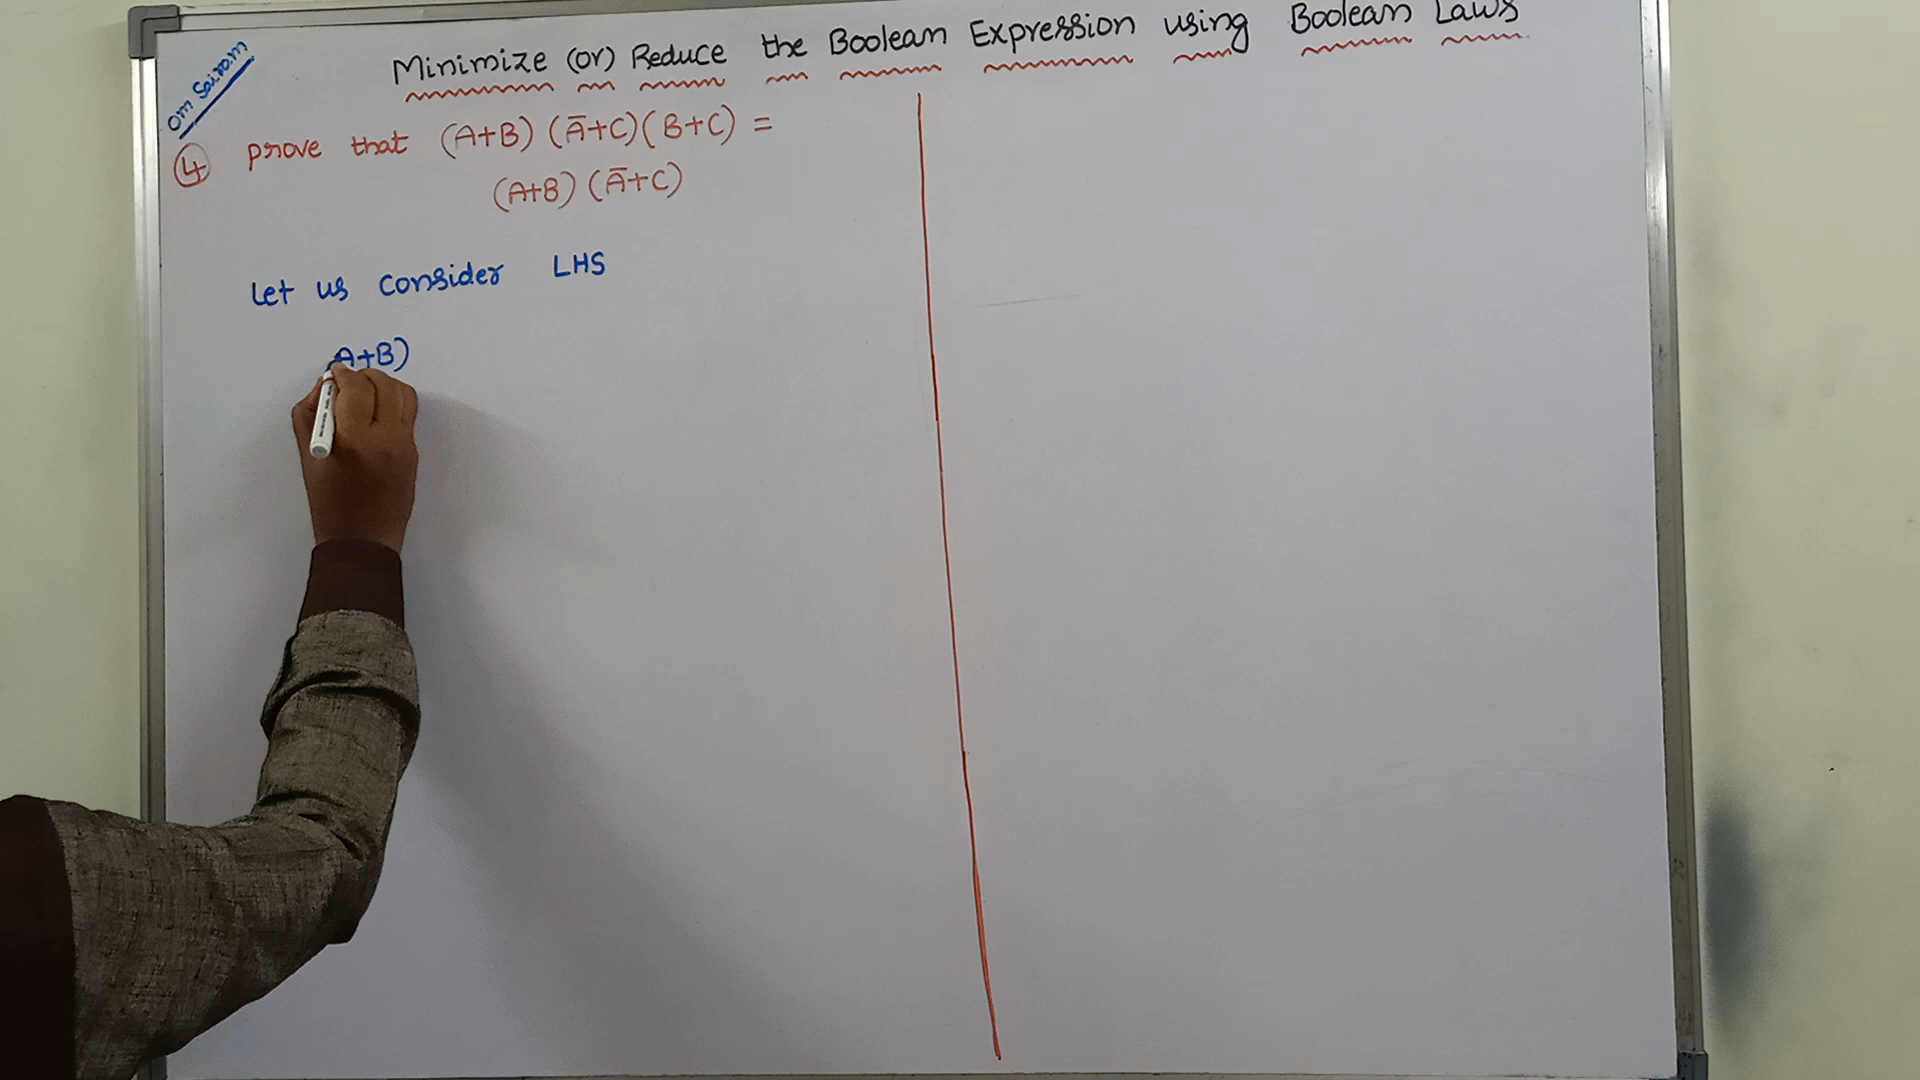 Om Sairam
Minimize (or) Reduce the Boolean Expression using Boolean Laws
④ prove that (A+B) (Ā+C) (B+C) =
(A+B) (Ā+C)
Let us consider LHS
A+B)